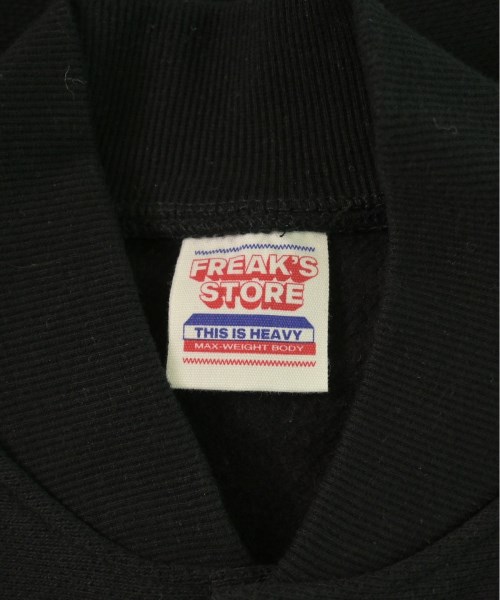 FREAK'S
STORE
THIS IS HEAVY
MAX-WEIGHT BODY